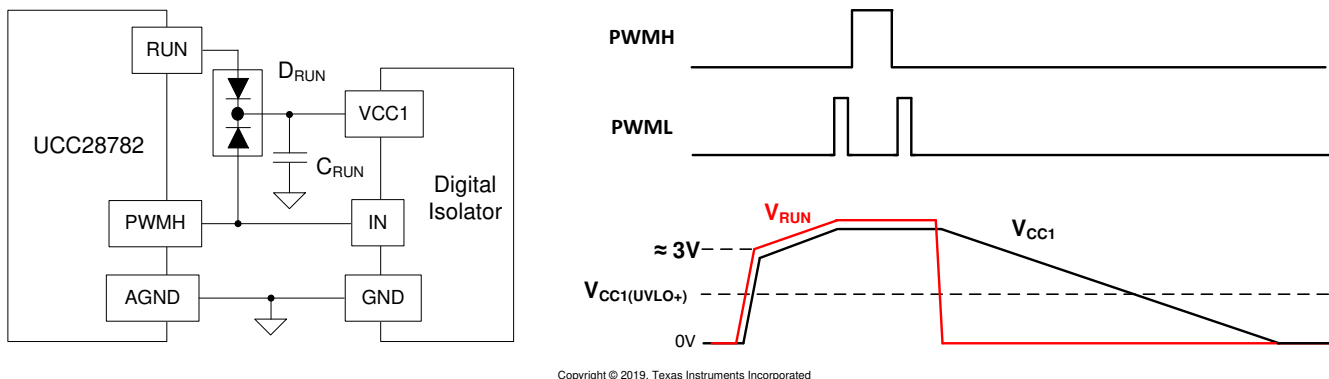 RUN
D_RUN
VCC1
UCC28782
C_RUN
Digital
Isolator
PWMH
IN
AGND
GND
PWMH
PWML
V_RUN
V_CC1
≈ 3V
V_CC1(UVLO+)
0V
Copyright © 2019, Texas Instruments Incorporated